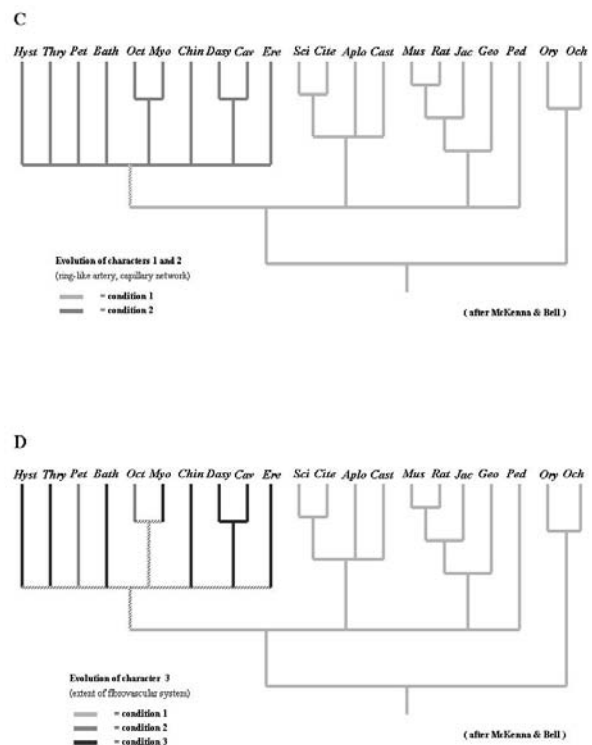 C
Hyst Thry Pet Bath Oct Myo Chin Dasy Cav Ere Sci Cite Aplo Cast Mus Rat Jac Geo Ped Ory Och
Evolution of characters 1 and 2
(ring-like artery, capillary network)
= condition 1
= condition 2
( after McKenna & Bell )
D
Hyst Thry Pet Bath Oct Myo Chin Dasy Cav Ere Sci Cite Aplo Cast Mus Rat Jac Geo Ped Ory Och
Evolution of character 3
(extent of fibrovascular system)
= condition 1
= condition 2
= condition 3
(after McKenna & Bell )